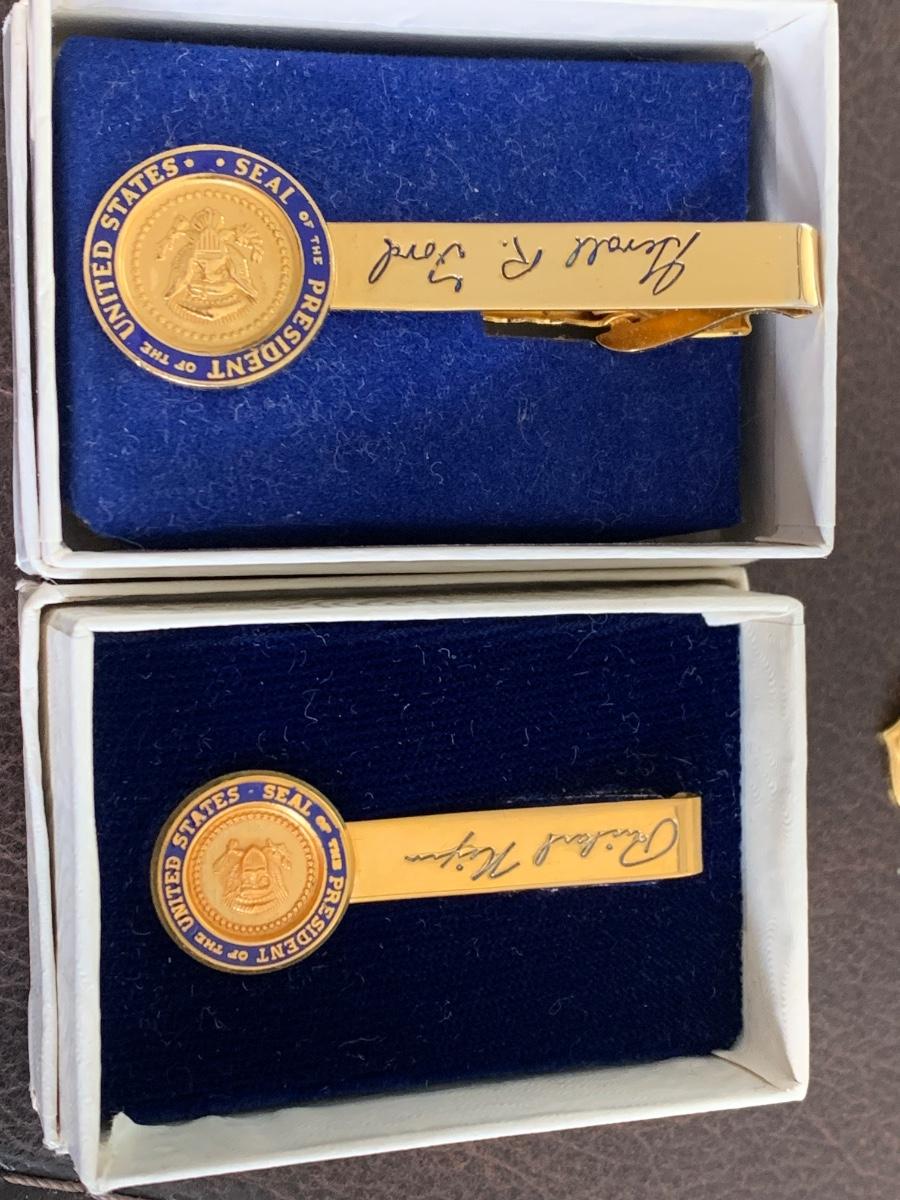 SEAL OF THE PRESIDENT OF THE UNITED STATES
Gerald R. Ford
SEAL OF THE PRESIDENT OF THE UNITED STATES
Richard Nixon